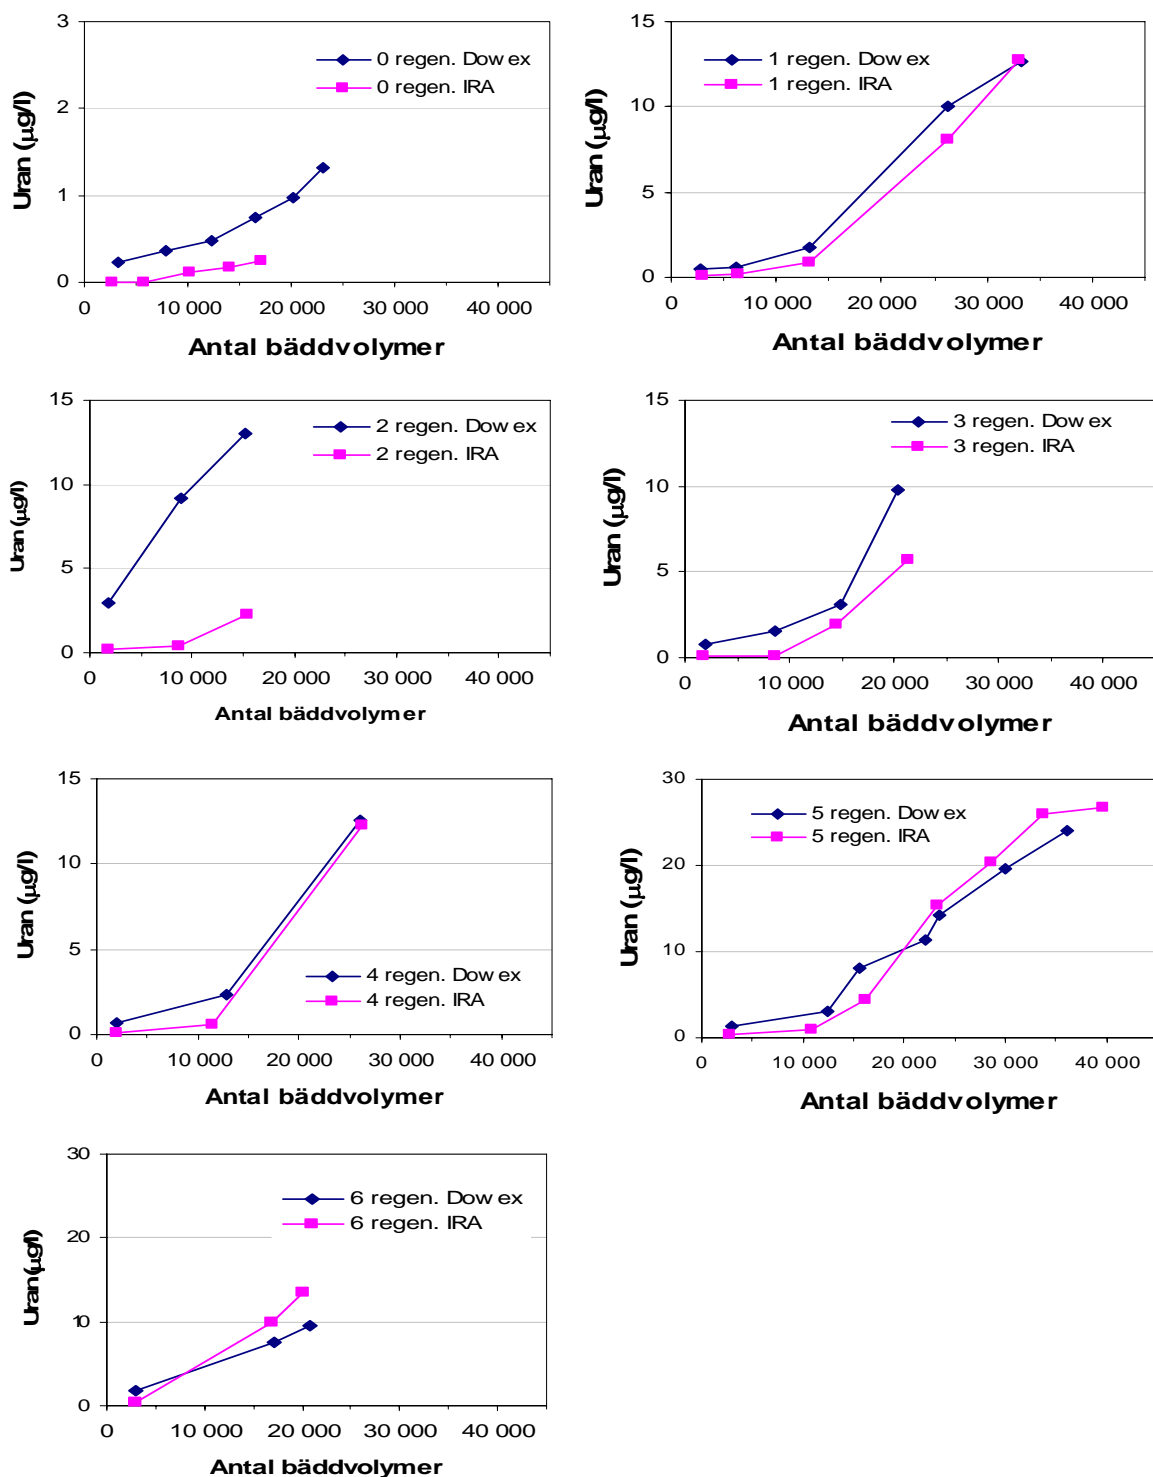 3
2
1
0
Uran (µg/l)
0 regen. Dowex
0 regen. IRA
0 10 000 20 000 30 000 40 000
Antal bäddvolymer
15
10
5
0
Uran (µg/l)
1 regen. Dowex
1 regen. IRA
0 10 000 20 000 30 000 40 000
Antal bäddvolymer
15
10
5
0
Uran (µg/l)
2 regen. Dowex
2 regen. IRA
0 10 000 20 000 30 000 40 000
Antal bäddvolymer
15
10
5
0
Uran (µg/l)
3 regen. Dowex
3 regen. IRA
0 10 000 20 000 30 000 40 000
Antal bäddvolymer
15
10
5
0
Uran (µg/l)
4 regen. Dowex
4 regen. IRA
0 10 000 20 000 30 000 40 000
Antal bäddvolymer
30
20
10
0
Uran (µg/l)
5 regen. Dowex
5 regen. IRA
0 10 000 20 000 30 000 40 000
Antal bäddvolymer
30
20
10
0
Uran(µg/l)
6 regen. Dowex
6 regen. IRA
0 10 000 20 000 30 000 40 000
Antal bäddvolymer